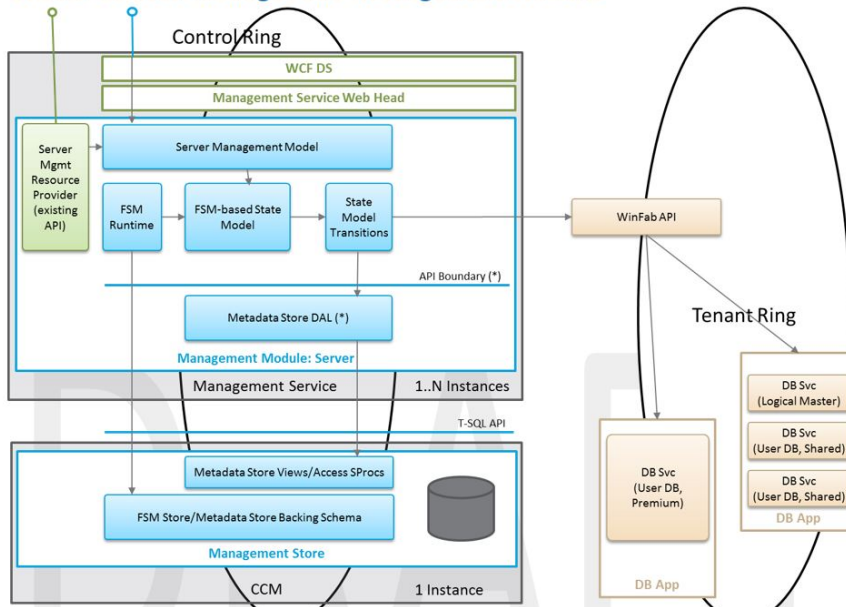 Control Ring
WCF DS
Management Service Web Head
Server
Mgmt
Resource
Provider
(existing
API)
Server Management Model
FSM
Runtime
FSM-based State
Model
State
Model
Transitions
WinFab API
API Boundary (*)
Metadata Store DAL (*)
Management Module: Server
Management Service
1..N Instances
Tenant Ring
DB Svc
(Logical Master)
DB Svc
(User DB, Shared)
DB Svc
(User DB, Shared)
DB App
T-SQL API
Metadata Store Views/Access SProcs
FSM Store/Metadata Store Backing Schema
Management Store
CCM
1 Instance
DB Svc
(User DB,
Premium)
DB App